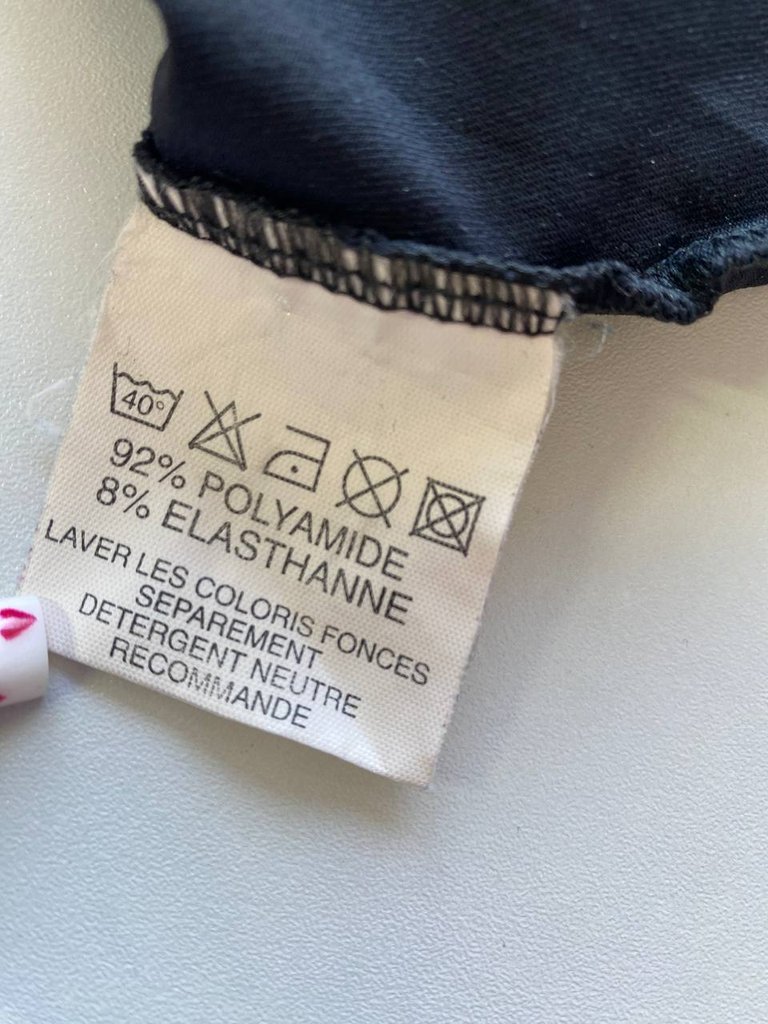 40°
92% POLYAMIDE
8% ELASTHANNE
LAVER LES COLORIS FONCES
SEPAREMENT
DETERGENT NEUTRE
RECOMMANDE